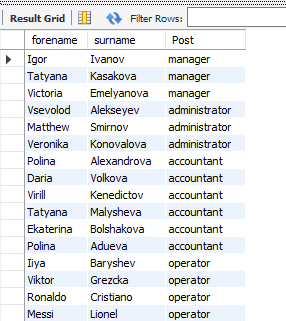 Result Grid Filter Rows:
forename surname Post
Igor Ivanov manager
Tatyana Kasakova manager
Victoria Emelyanova manager
Vsevolod Alekseyev administrator
Matthew Smirnov administrator
Veronika Konovalova administrator
Polina Alexandrova accountant
Daria Volkova accountant
Virill Kenedictov accountant
Tatyana Malysheva accountant
Ekaterina Bolshakova accountant
Polina Adueva accountant
Iiya Baryshev operator
Viktor Grezcka operator
Ronaldo Cristiano operator
Messi Lionel operator